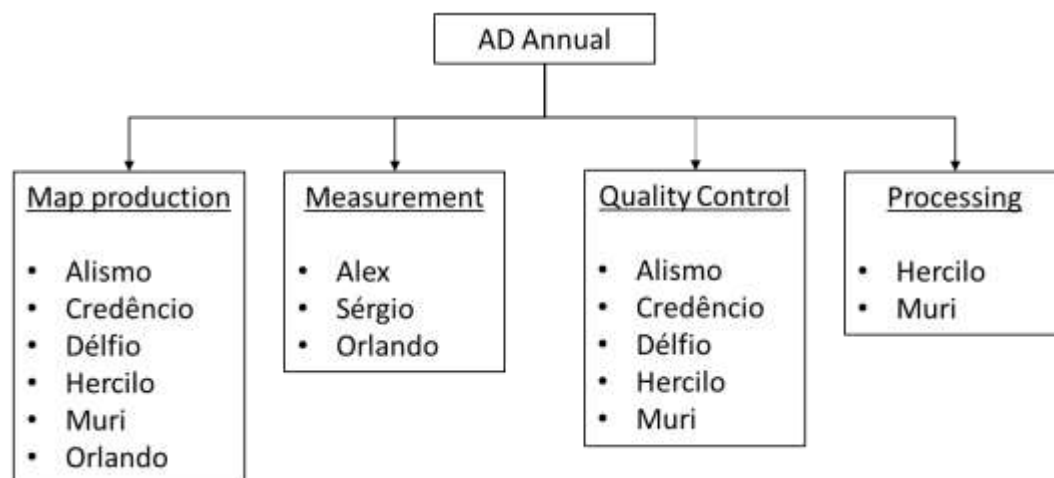 AD Annual
Map production
• Alismo
• Credêncio
• Délfio
• Hercilo
• Muri
• Orlando
Measurement
• Alex
• Sérgio
• Orlando
Quality Control
• Alismo
• Credêncio
• Délfio
• Hercilo
• Muri
Processing
• Hercilo
• Muri